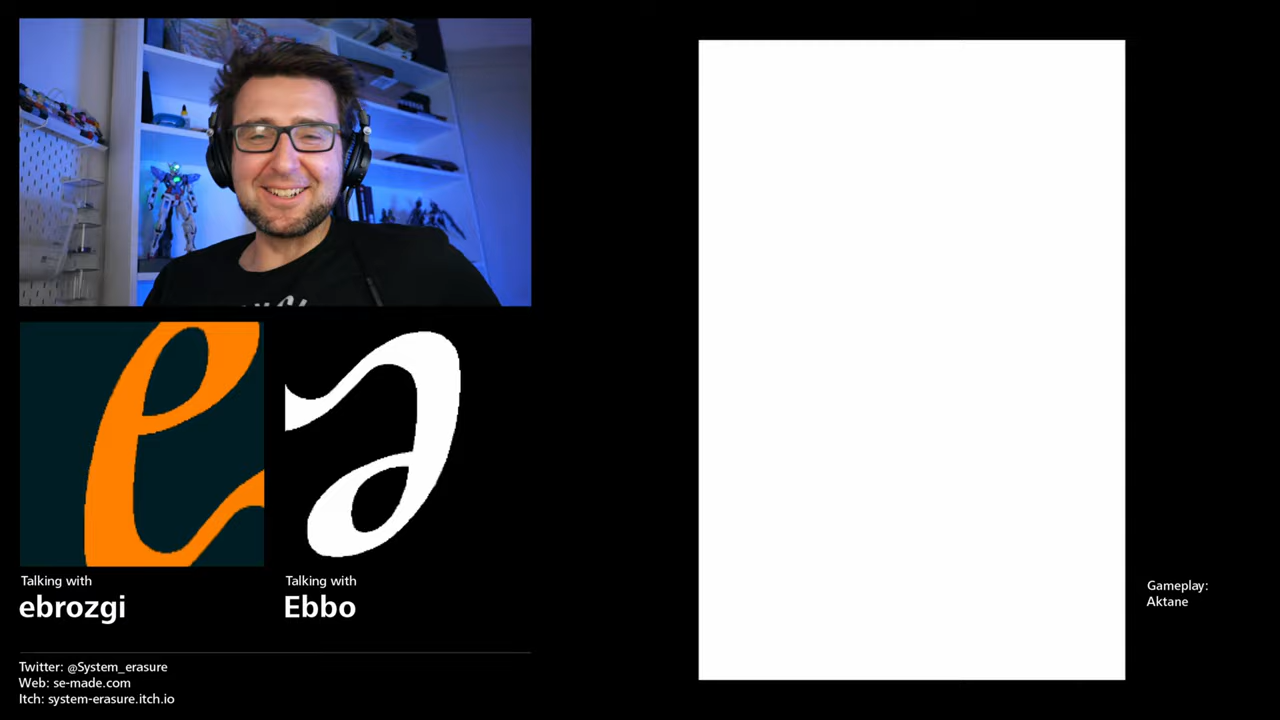 Talking with
ebrozgi
Talking with
Ebbo
Twitter: @System_erasure
Web: se-made.com
Itch: system-erasure.itch.io
Gameplay:
Aktane